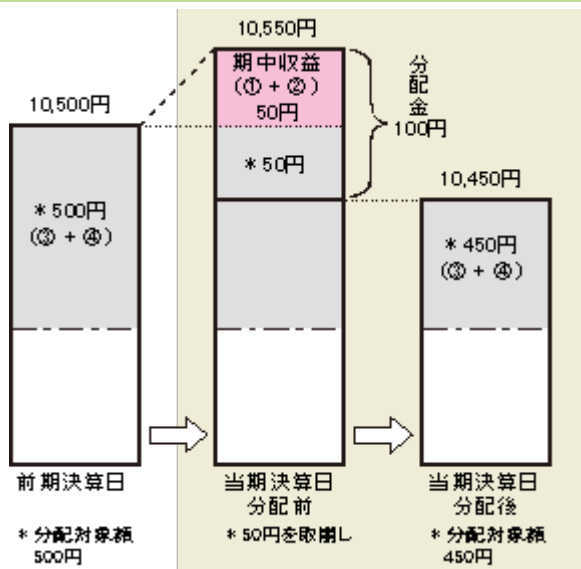 10,550円
期中収益
(①+②)
50円
分配金
100円
10,500円
*50円
10,450円
*500円
(③+④)
*450円
(③+④)
前期決算日
当期決算日
分配前
当期決算日
分配後
*分配対象額
500円
*50円を取崩し
*分配対象額
450円